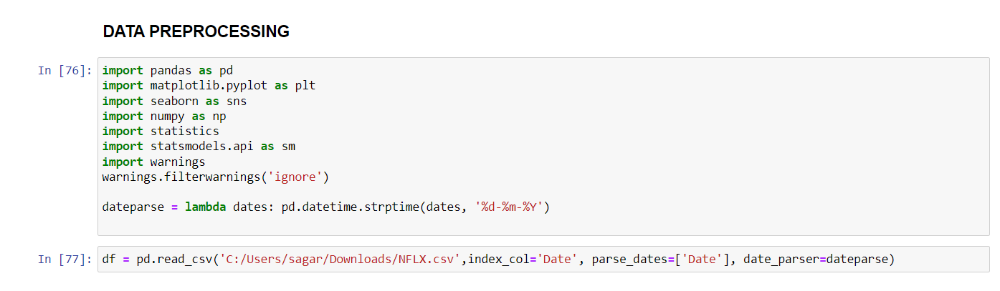 DATA PREPROCESSING
In [76]:
import pandas as pd
import matplotlib.pyplot as plt
import seaborn as sns
import numpy as np
import statistics
import statsmodels.api as sm
import warnings
warnings.filterwarnings('ignore')
dateparse = lambda dates: pd.datetime.strptime(dates, '%d-%m-%Y')
In [77]:
df = pd.read_csv('C:/Users/sagar/Downloads/NFLX.csv',index_col='Date', parse_dates=['Date'], date_parser=dateparse)